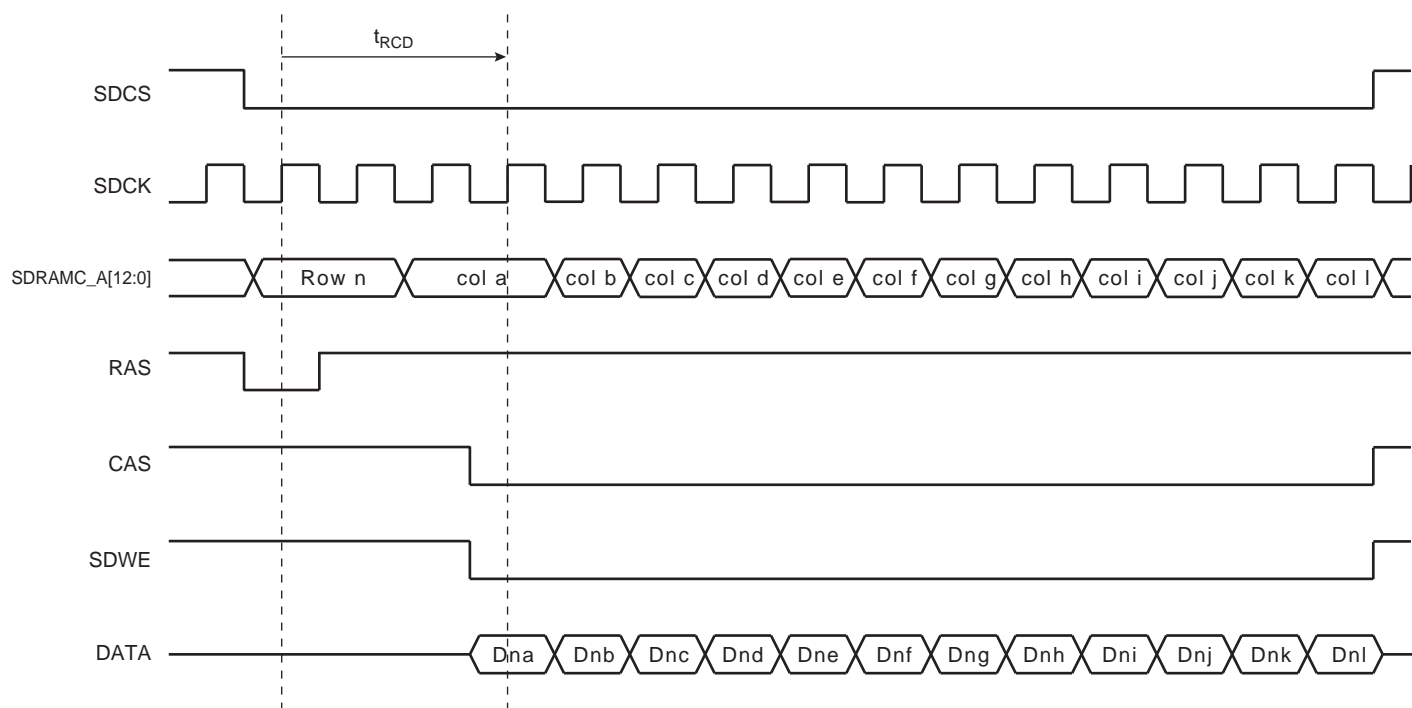 tRCD
SDCS
SDCK
SDRAMC_A[12:0] Row n col a col b col c col d col e col f col g col h col i col j col k col l
RAS
CAS
SDWE
DATA Dna Dnb Dnc Dnd Dne Dnf Dng Dnh Dni Dnj Dnk Dnl